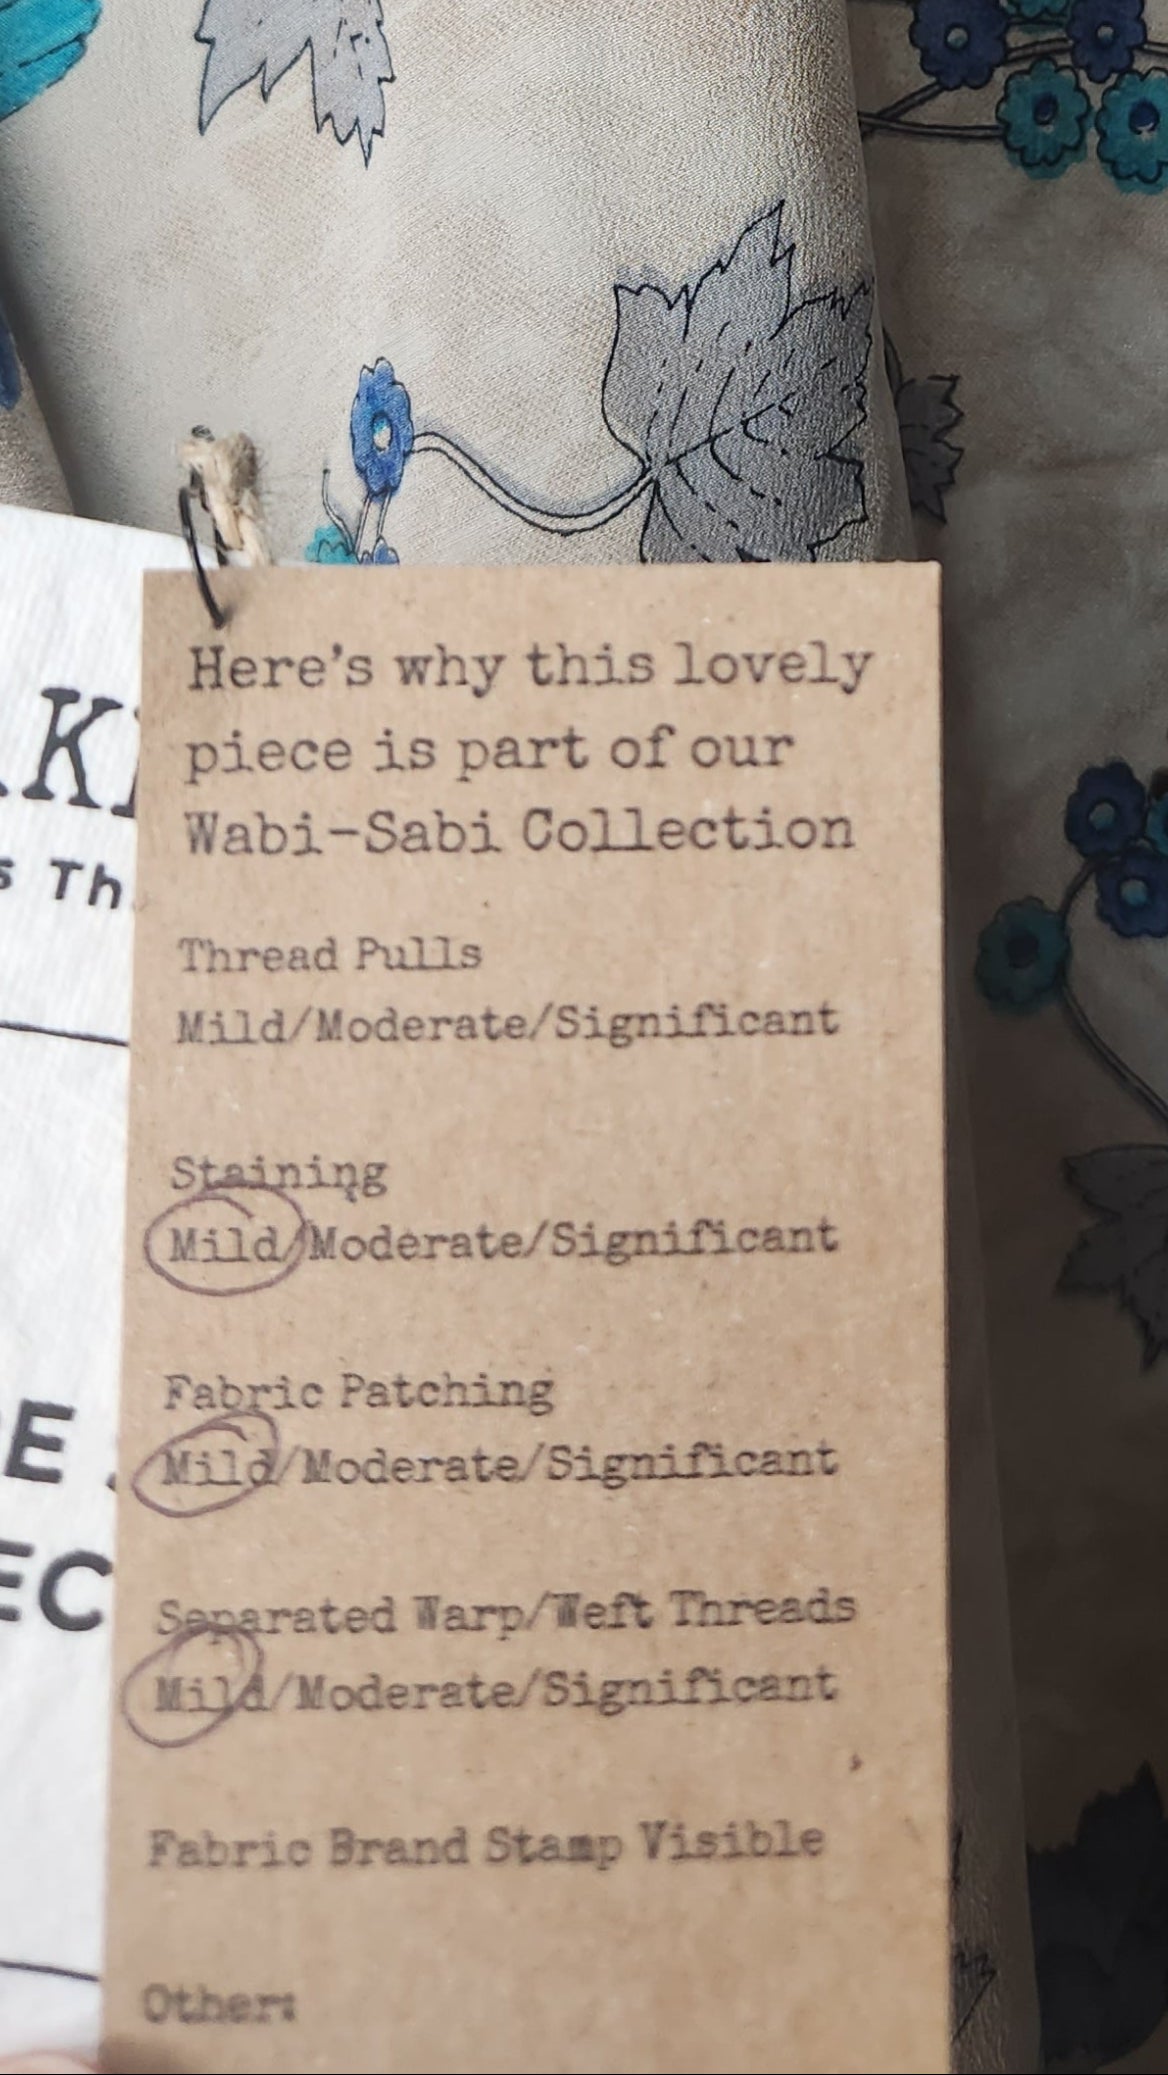 Here's why this lovely
piece is part of our
Wabi-Sabi Collection
Thread Pulls
Mild/Moderate/Significant
Staining
Mild/Moderate/Significant
Fabric Patching
Mild/Moderate/Significant
Separated Warp/Weft Threads
Mild/Moderate/Significant
Fabric Brand Stamp Visible
Other: